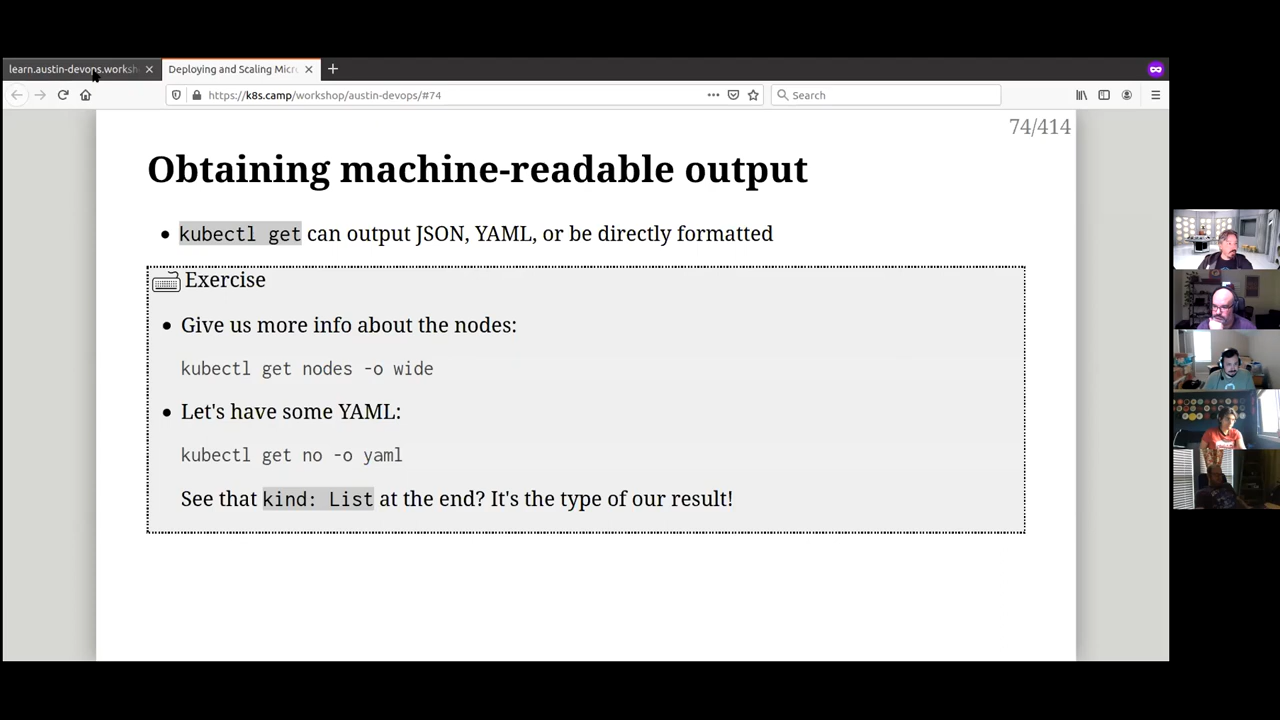 learn.austin-devops.worksh
Deploying and Scaling Micr
https://k8s.camp/workshop/austin-devops/#74
Search
74/414
Obtaining machine-readable output
kubectl get can output JSON, YAML, or be directly formatted
Exercise
Give us more info about the nodes:
kubectl get nodes -o wide
Let's have some YAML:
kubectl get no -o yaml
See that kind: List at the end? It's the type of our result!